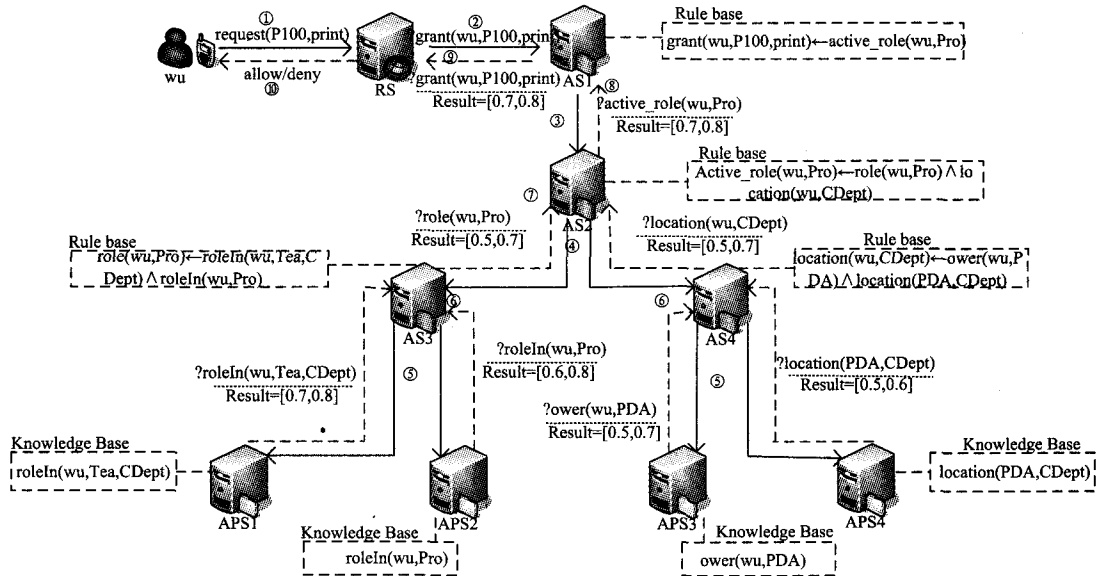 ①
request(P100,print)
allow/deny
⑩
wu
RS
②
grant(wu,P100,print)
⑨
?grant(wu,P100,print)
Result=[0.7,0.8]
AS1
Rule base
grant(wu,P100,print)←active_role(wu,Pro)
③
⑧
?active_role(wu,Pro)
Result=[0.7,0.8]
AS2
Rule base
Active_role(wu,Pro)←role(wu,Pro)∧lo
cation(wu,CDept)
⑦
④
?role(wu,Pro)
Result=[0.5,0.7]
?location(wu,CDept)
Result=[0.5,0.7]
Rule base
role(wu,Pro)←roleIn(wu,Tea,C
Dept)∧roleIn(wu,Pro)
AS3
⑥
⑥
AS4
Rule base
location(wu,CDept)←ower(wu,P
DA)∧location(PDA,CDept)
?roleIn(wu,Tea,CDept)
Result=[0.7,0.8]
⑤
?roleIn(wu,Pro)
Result=[0.6,0.8]
?ower(wu,PDA)
Result=[0.5,0.7]
⑤
?location(PDA,CDept)
Result=[0.5,0.6]
Knowledge Base
roleIn(wu,Tea,CDept)
APS1
APS2
Knowledge Base
roleIn(wu,Pro)
APS3
Knowledge Base
ower(wu,PDA)
APS4
Knowledge Base
location(PDA,CDept)